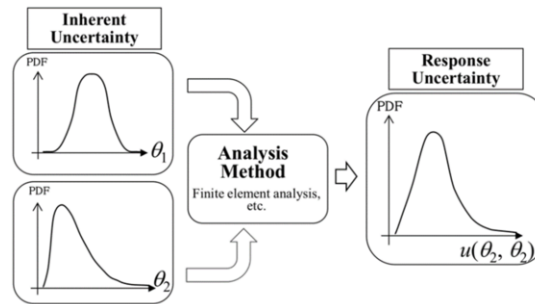 Inherent
Uncertainty
PDF
θ₁
PDF
θ₂
Analysis
Method
Finite element analysis,
etc.
Response
Uncertainty
PDF
u(θ₂, θ₂)